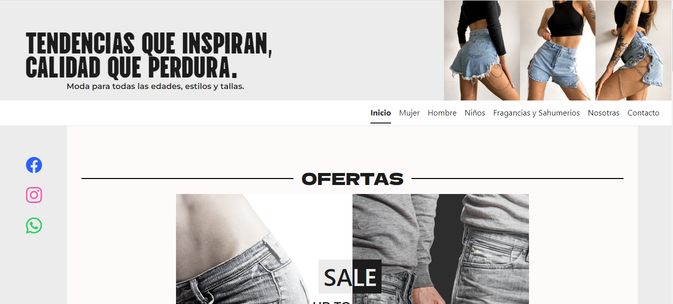 TENDENCIAS QUE INSPIRAN,
CALIDAD QUE PERDURA.
Moda para todas las edades, estilos y tallas.
Inicio Mujer Hombre Niños Fragancias y Sahumerios Nosotras Contacto
OFERTAS
SALE
UP TO